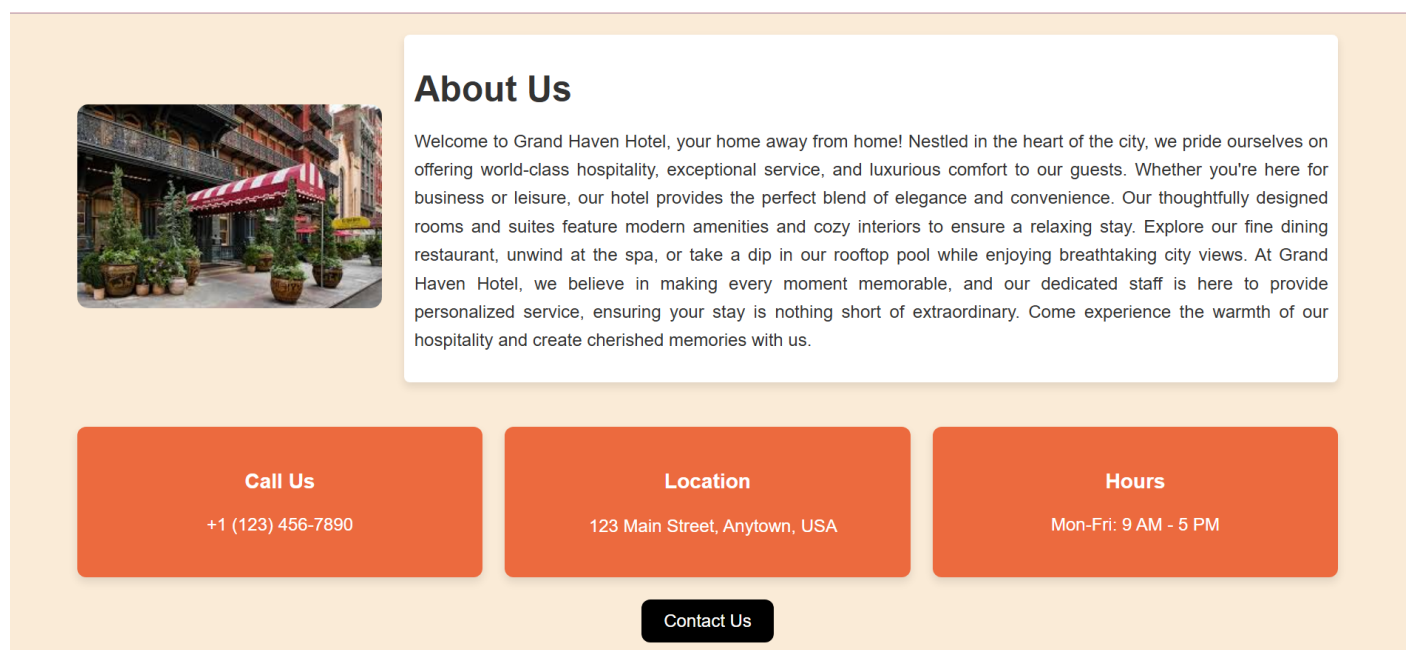 About Us
Welcome to Grand Haven Hotel, your home away from home! Nestled in the heart of the city, we pride ourselves on
offering world-class hospitality, exceptional service, and luxurious comfort to our guests. Whether you're here for
business or leisure, our hotel provides the perfect blend of elegance and convenience. Our thoughtfully designed
rooms and suites feature modern amenities and cozy interiors to ensure a relaxing stay. Explore our fine dining
restaurant, unwind at the spa, or take a dip in our rooftop pool while enjoying breathtaking city views. At Grand
Haven Hotel, we believe in making every moment memorable, and our dedicated staff is here to provide
personalized service, ensuring your stay is nothing short of extraordinary. Come experience the warmth of our
hospitality and create cherished memories with us.
Call Us
+1 (123) 456-7890
Location
123 Main Street, Anytown, USA
Hours
Mon-Fri: 9 AM - 5 PM
Contact Us